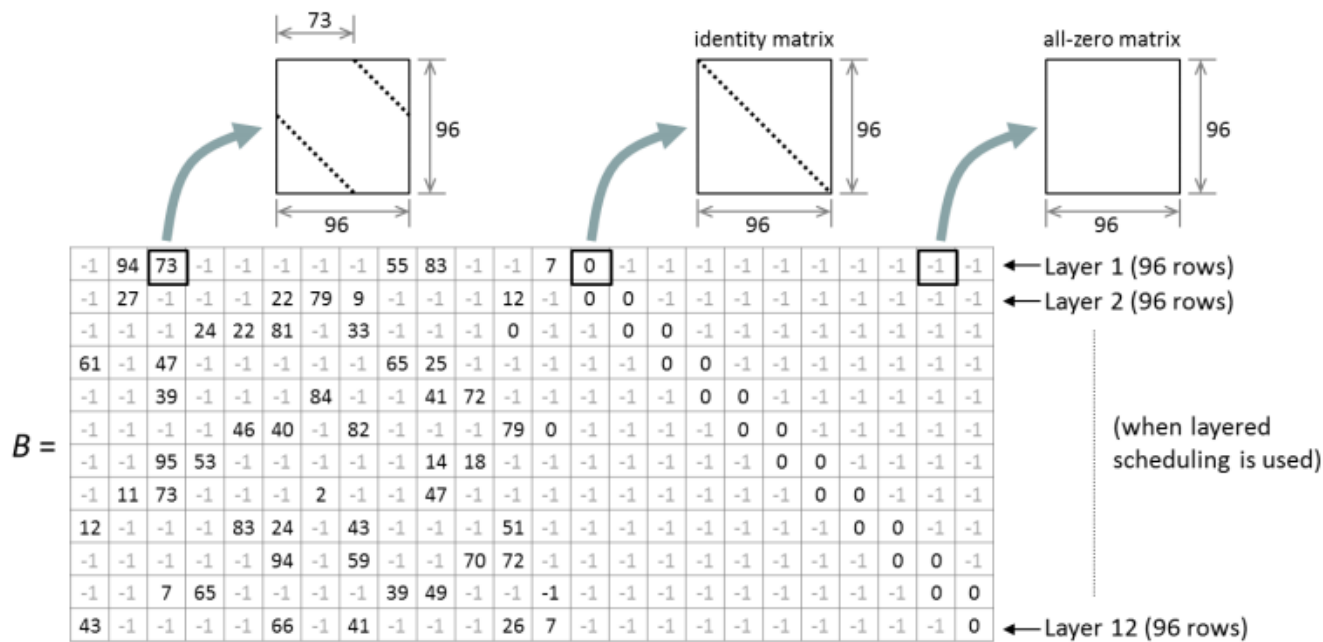 73
identity matrix
all-zero matrix
96
96
96
96
96
96
-1 94 73 -1 -1 -1 -1 -1 55 83 -1 -1 7 0 -1 -1 -1 -1 -1 -1 -1 -1 -1 -1 Layer 1 (96 rows)
-1 27 -1 -1 -1 22 79 9 -1 -1 -1 12 -1 0 0 -1 -1 -1 -1 -1 -1 -1 -1 -1 Layer 2 (96 rows)
-1 -1 -1 24 22 81 -1 33 -1 -1 -1 0 -1 -1 0 0 -1 -1 -1 -1 -1 -1 -1 -1
61 -1 47 -1 -1 -1 -1 -1 65 25 -1 -1 -1 -1 -1 0 0 -1 -1 -1 -1 -1 -1 -1
-1 -1 39 -1 -1 -1 84 -1 -1 41 72 -1 -1 -1 -1 -1 0 0 -1 -1 -1 -1 -1 -1
-1 -1 -1 -1 46 40 -1 82 -1 -1 -1 79 0 -1 -1 -1 -1 0 0 -1 -1 -1 -1 -1
B =
(when layered
scheduling is used)
-1 -1 95 53 -1 -1 -1 -1 -1 14 18 -1 -1 -1 -1 -1 -1 -1 0 0 -1 -1 -1 -1
-1 11 73 -1 -1 -1 2 -1 -1 47 -1 -1 -1 -1 -1 -1 -1 -1 -1 0 0 -1 -1 -1
12 -1 -1 -1 83 24 -1 43 -1 -1 -1 51 -1 -1 -1 -1 -1 -1 -1 -1 0 0 -1 -1
-1 -1 -1 -1 -1 94 -1 59 -1 -1 70 72 -1 -1 -1 -1 -1 -1 -1 -1 -1 0 0 -1
-1 -1 7 65 -1 -1 -1 -1 39 49 -1 -1 -1 -1 -1 -1 -1 -1 -1 -1 -1 -1 0 0
43 -1 -1 -1 -1 66 -1 41 -1 -1 -1 26 7 -1 -1 -1 -1 -1 -1 -1 -1 -1 -1 0 Layer 12 (96 rows)